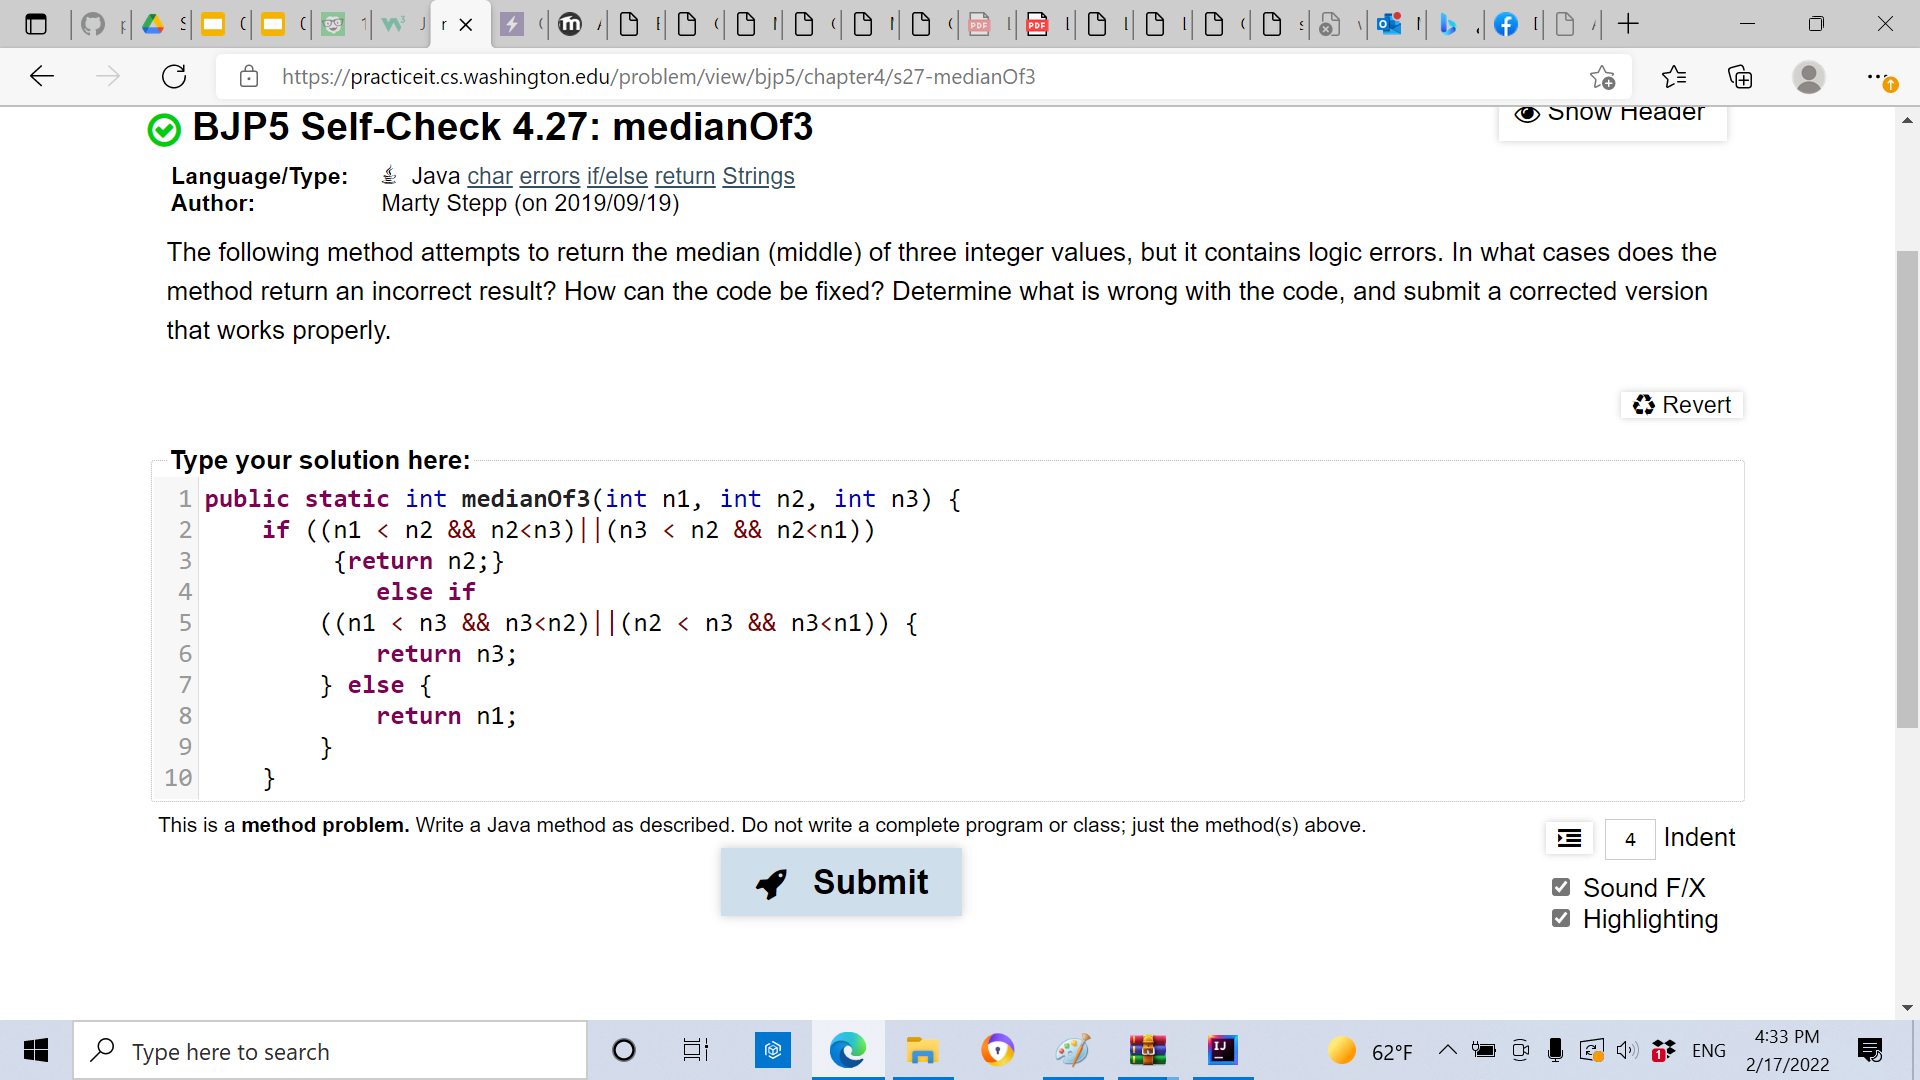 https://practiceit.cs.washington.edu/problem/view/bjp5/chapter4/s27-medianOf3
BJP5 Self-Check 4.27: medianOf3
Show Header
Language/Type: Java char errors if/else return Strings
Author: Marty Stepp (on 2019/09/19)
The following method attempts to return the median (middle) of three integer values, but it contains logic errors. In what cases does the
method return an incorrect result? How can the code be fixed? Determine what is wrong with the code, and submit a corrected version
that works properly.
Revert
Type your solution here:
1 public static int medianOf3(int n1, int n2, int n3) {
2 if ((n1 < n2 && n2<n3)||(n3 < n2 && n2<n1))
3 {return n2;}
4 else if
5 ((n1 < n3 && n3<n2)||(n2 < n3 && n3<n1)) {
6 return n3;
7 } else {
8 return n1;
9 }
10 }
This is a method problem. Write a Java method as described. Do not write a complete program or class; just the method(s) above.
4 Indent
Submit
Sound F/X
Highlighting
Type here to search
62°F
ENG
4:33 PM
2/17/2022